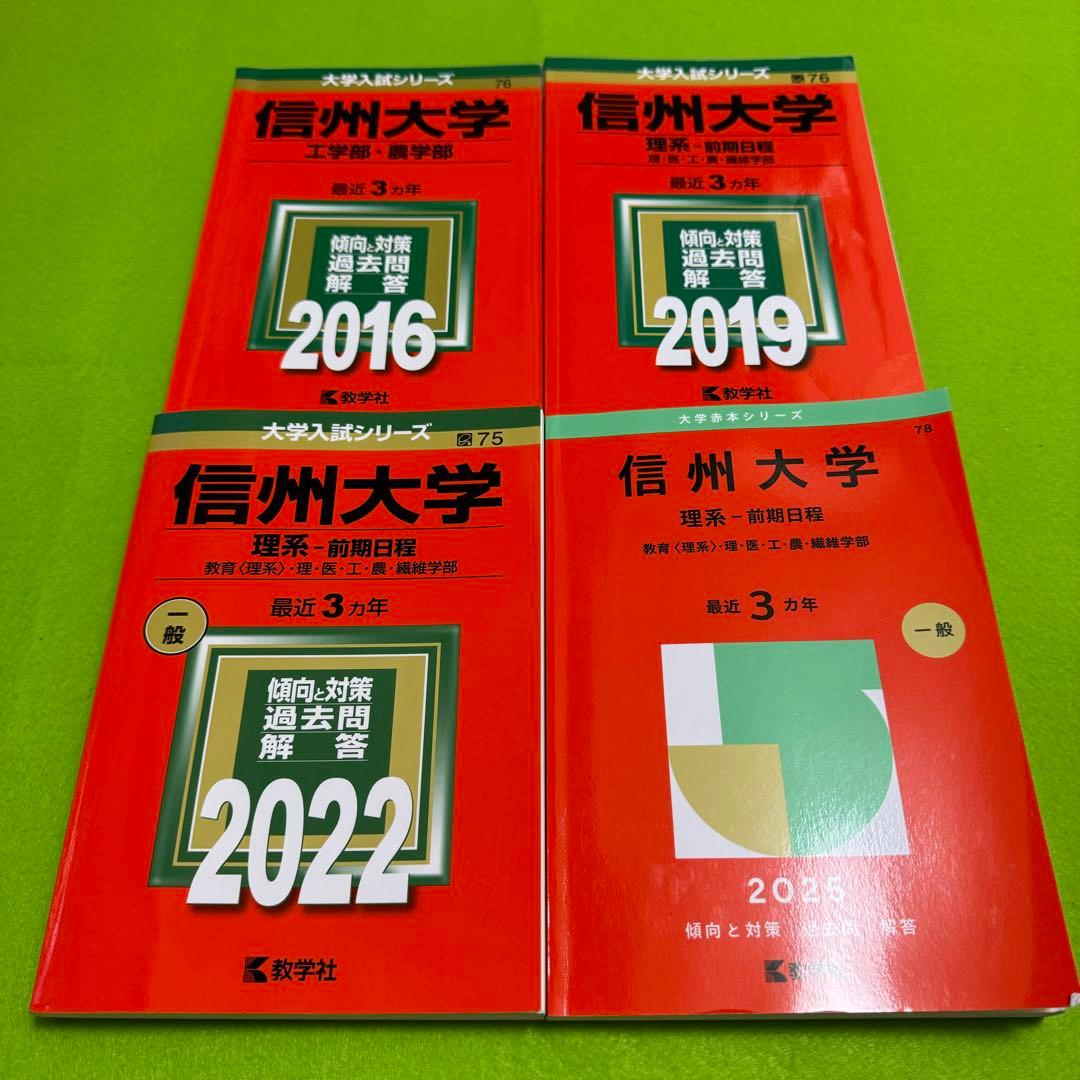 大学入試シリーズ
76
信州大学
工学部・農学部
最近3カ年
傾向と対策
過去問
解答
2016
教学社
大学入試シリーズ
76
信州大学
理系－前期日程
理・医・工・農・繊維学部
最近3カ年
傾向と対策
過去問
解答
2019
教学社
大学入試シリーズ
75
信州大学
理系－前期日程
教育〈理系〉・理・医・工・農・繊維学部
最近3カ年
一般
傾向と対策
過去問
解答
2022
教学社
大学赤本シリーズ
78
信州大学
理系－前期日程
教育〈理系〉・理・医・工・農・繊維学部
最近3カ年
一般
2025
傾向と対策 過去問 解答
教学社